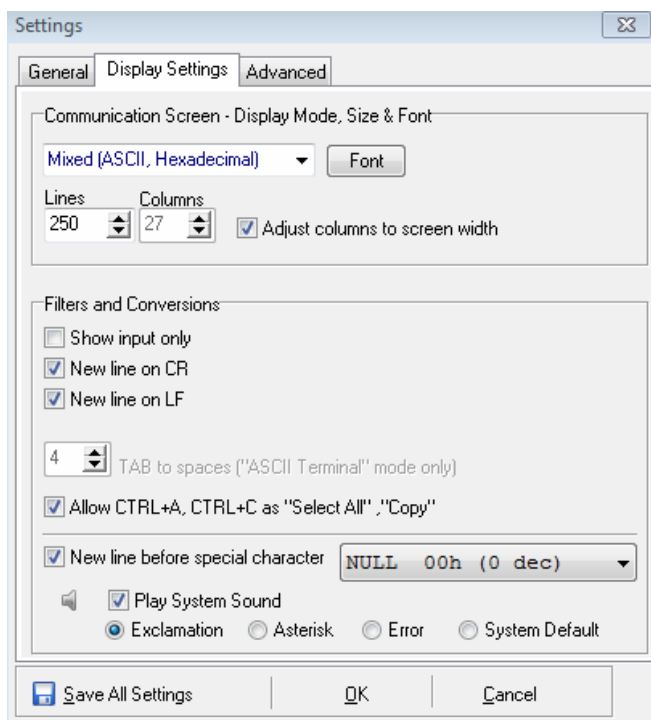 Settings
General Display Settings Advanced
Communication Screen - Display Mode, Size & Font
Mixed (ASCII, Hexadecimal) Font
Lines Columns
250 27 Adjust columns to screen width
Filters and Conversions
Show input only
New line on CR
New line on LF
4 TAB to spaces ("ASCII Terminal" mode only)
Allow CTRL+A, CTRL+C as "Select All" ,"Copy"
New line before special character NULL 00h (0 dec)
Play System Sound
Exclamation Asterisk Error System Default
Save All Settings OK Cancel